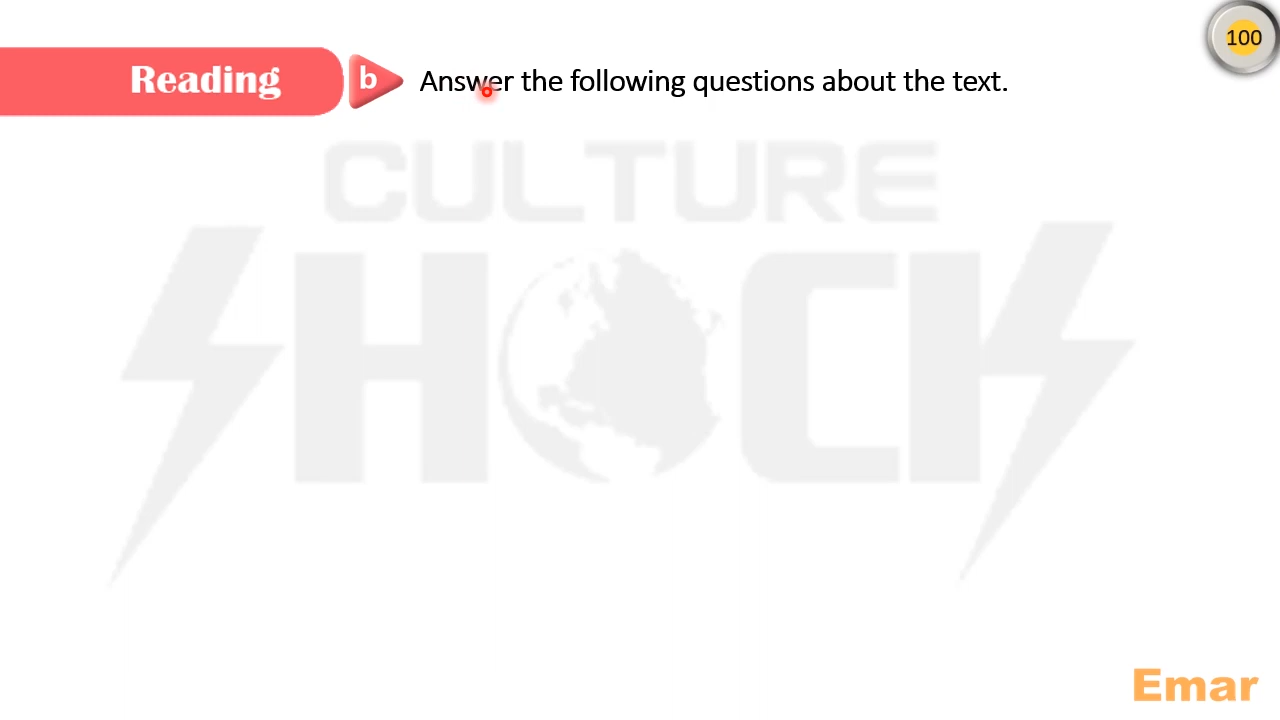 100
Reading b Answer the following questions about the text.
CULTURE
SHOCK
Emar